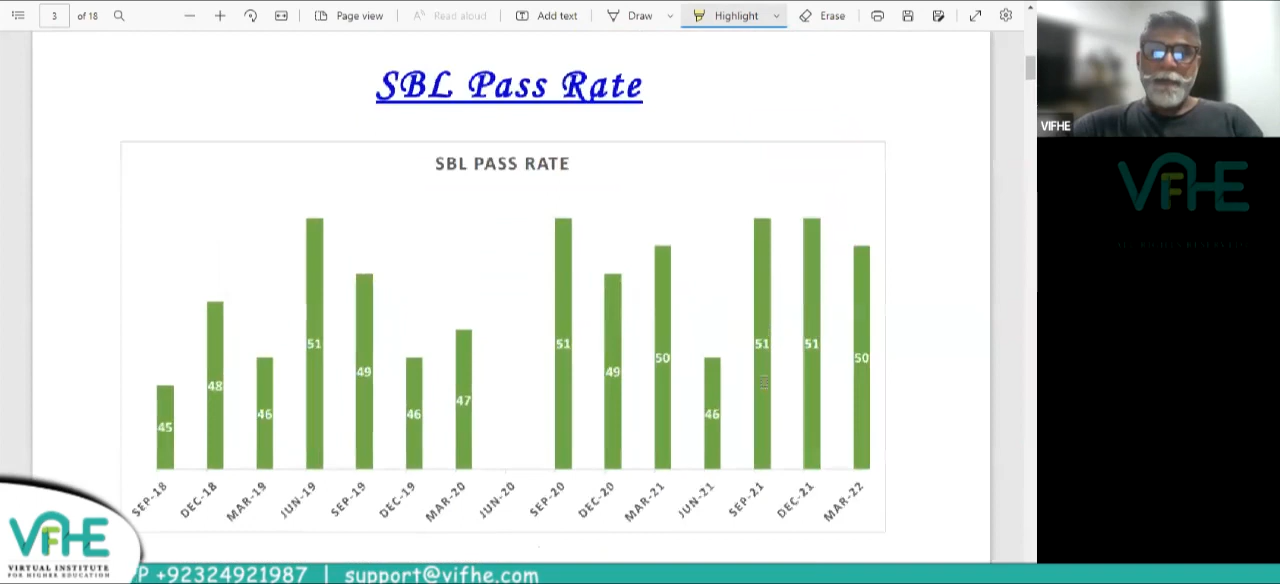 3 of 18 Page view Read aloud Add text Draw Highlight Erase
SBL Pass Rate
SBL PASS RATE
45 48 46 51 49 46 47 51 49 50 46 51 51 50
SEP-18 DEC-18 MAR-19 JUN-19 SEP-19 DEC-19 MAR-20 JUN-20 SEP-20 DEC-20 MAR-21 JUN-21 SEP-21 DEC-21 MAR-22
VIFHE
VIFHE
VIFHE
VIRTUAL INSTITUTE
FOR HIGHER EDUCATION
P +92324921987 | support@vifhe.com